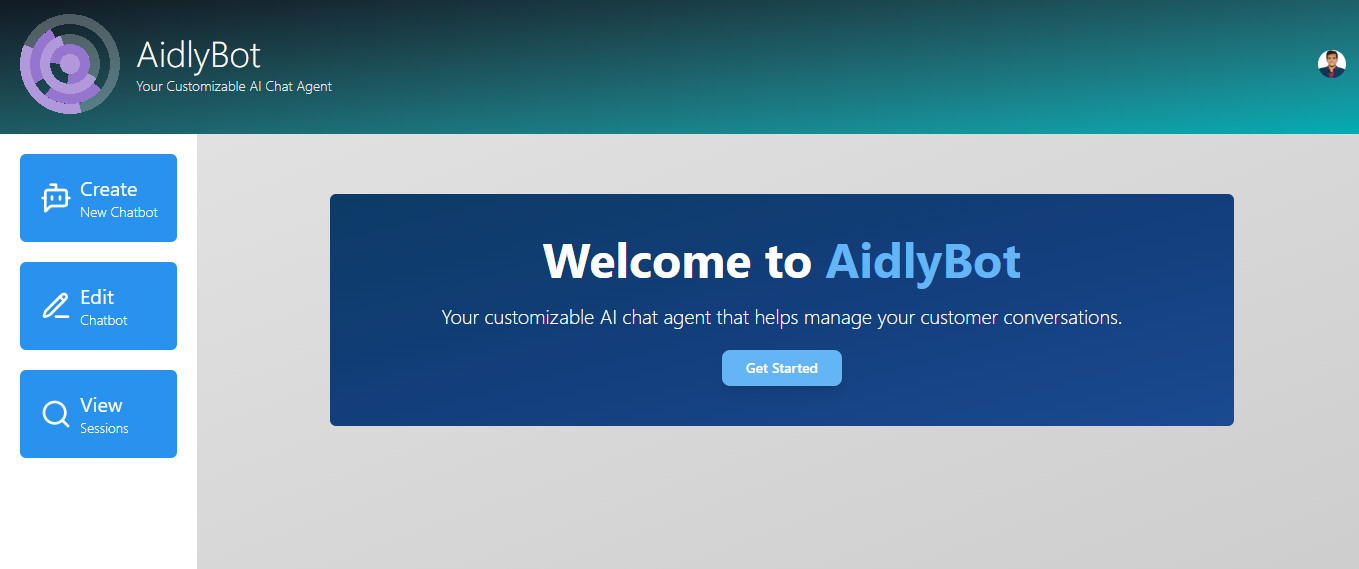 AidlyBot
Your Customizable AI Chat Agent
Create
New Chatbot
Edit
Chatbot
View
Sessions
Welcome to AidlyBot
Your customizable AI chat agent that helps manage your customer conversations.
Get Started